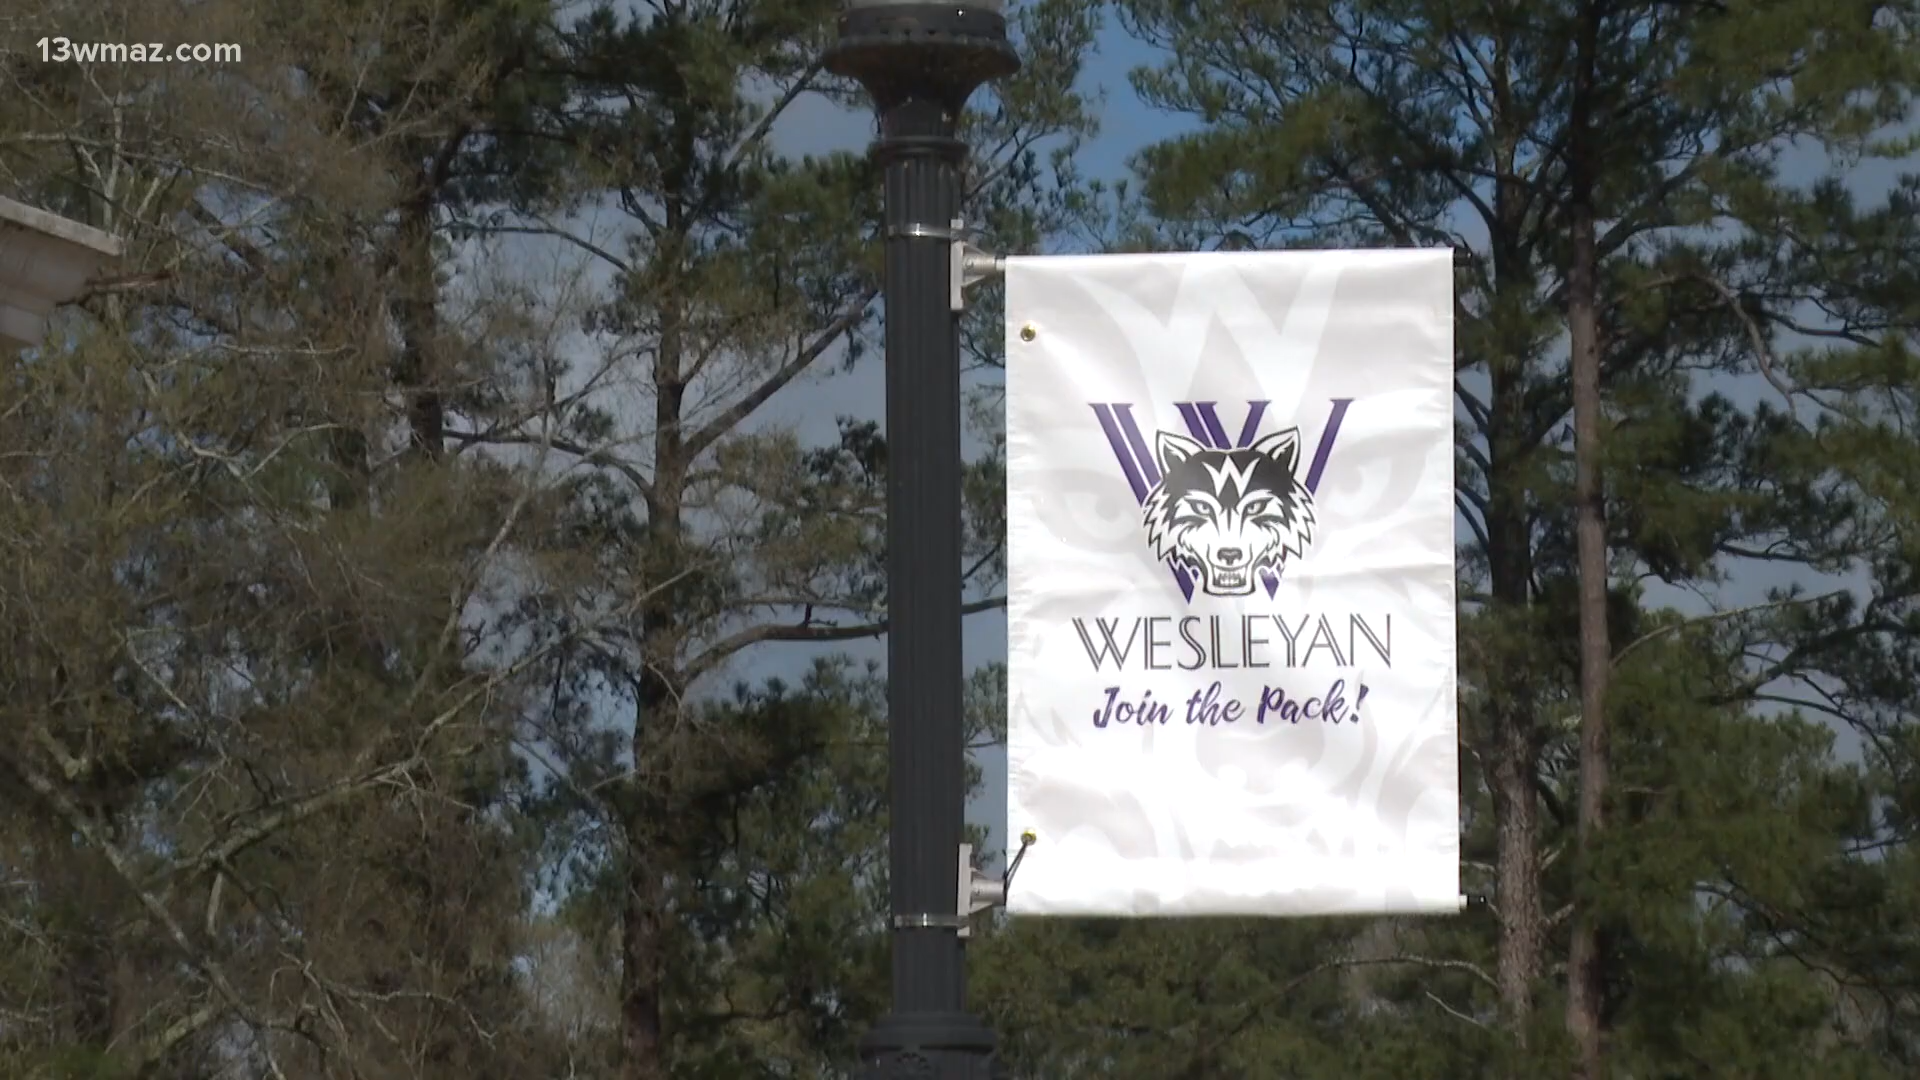 13wmaz.com
W
W
WESLEYAN
Join the Pack!